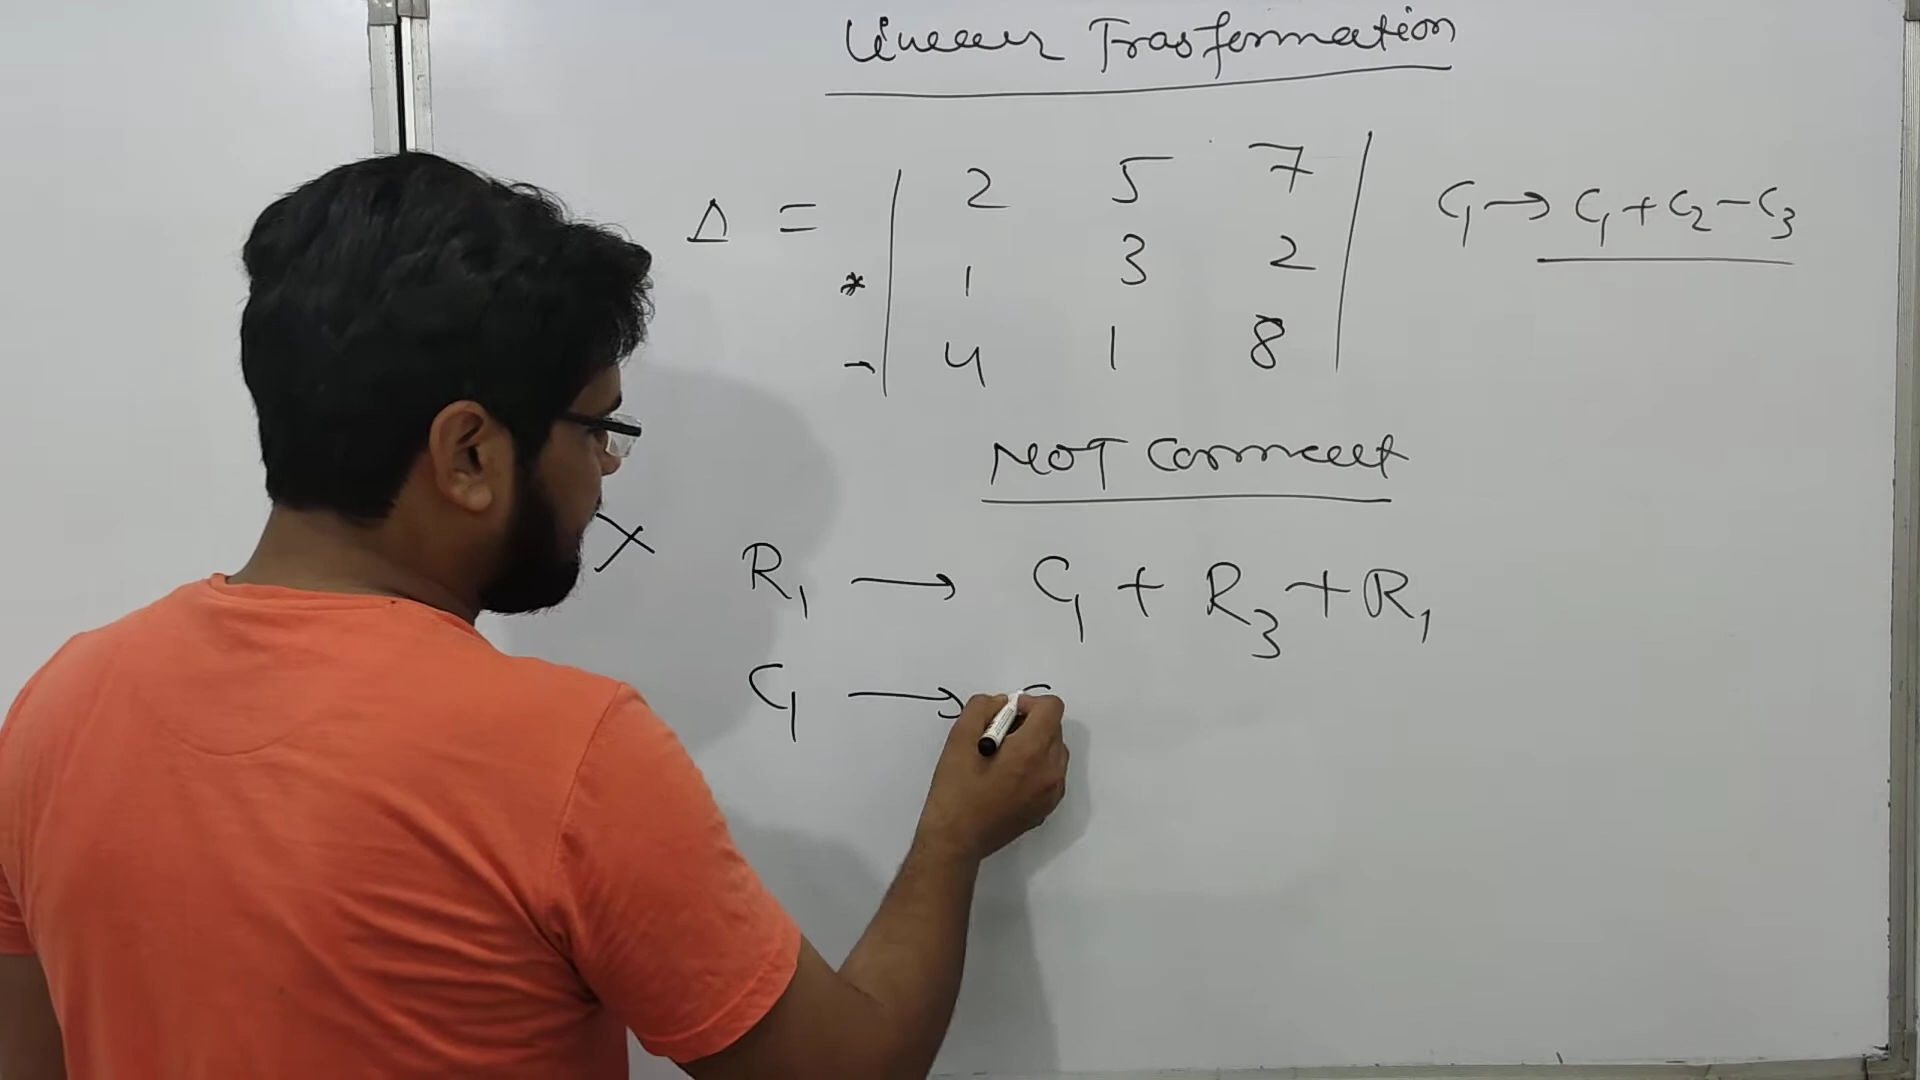 Linear Trasformation
Δ = | 2 5 7 | C₁ → C₁ + C₂ - C₃
* | 1 3 2 |
- | 4 1 8 |
NOT Correct
X R₁ → C₁ + R₃ + R₁
C₁ →